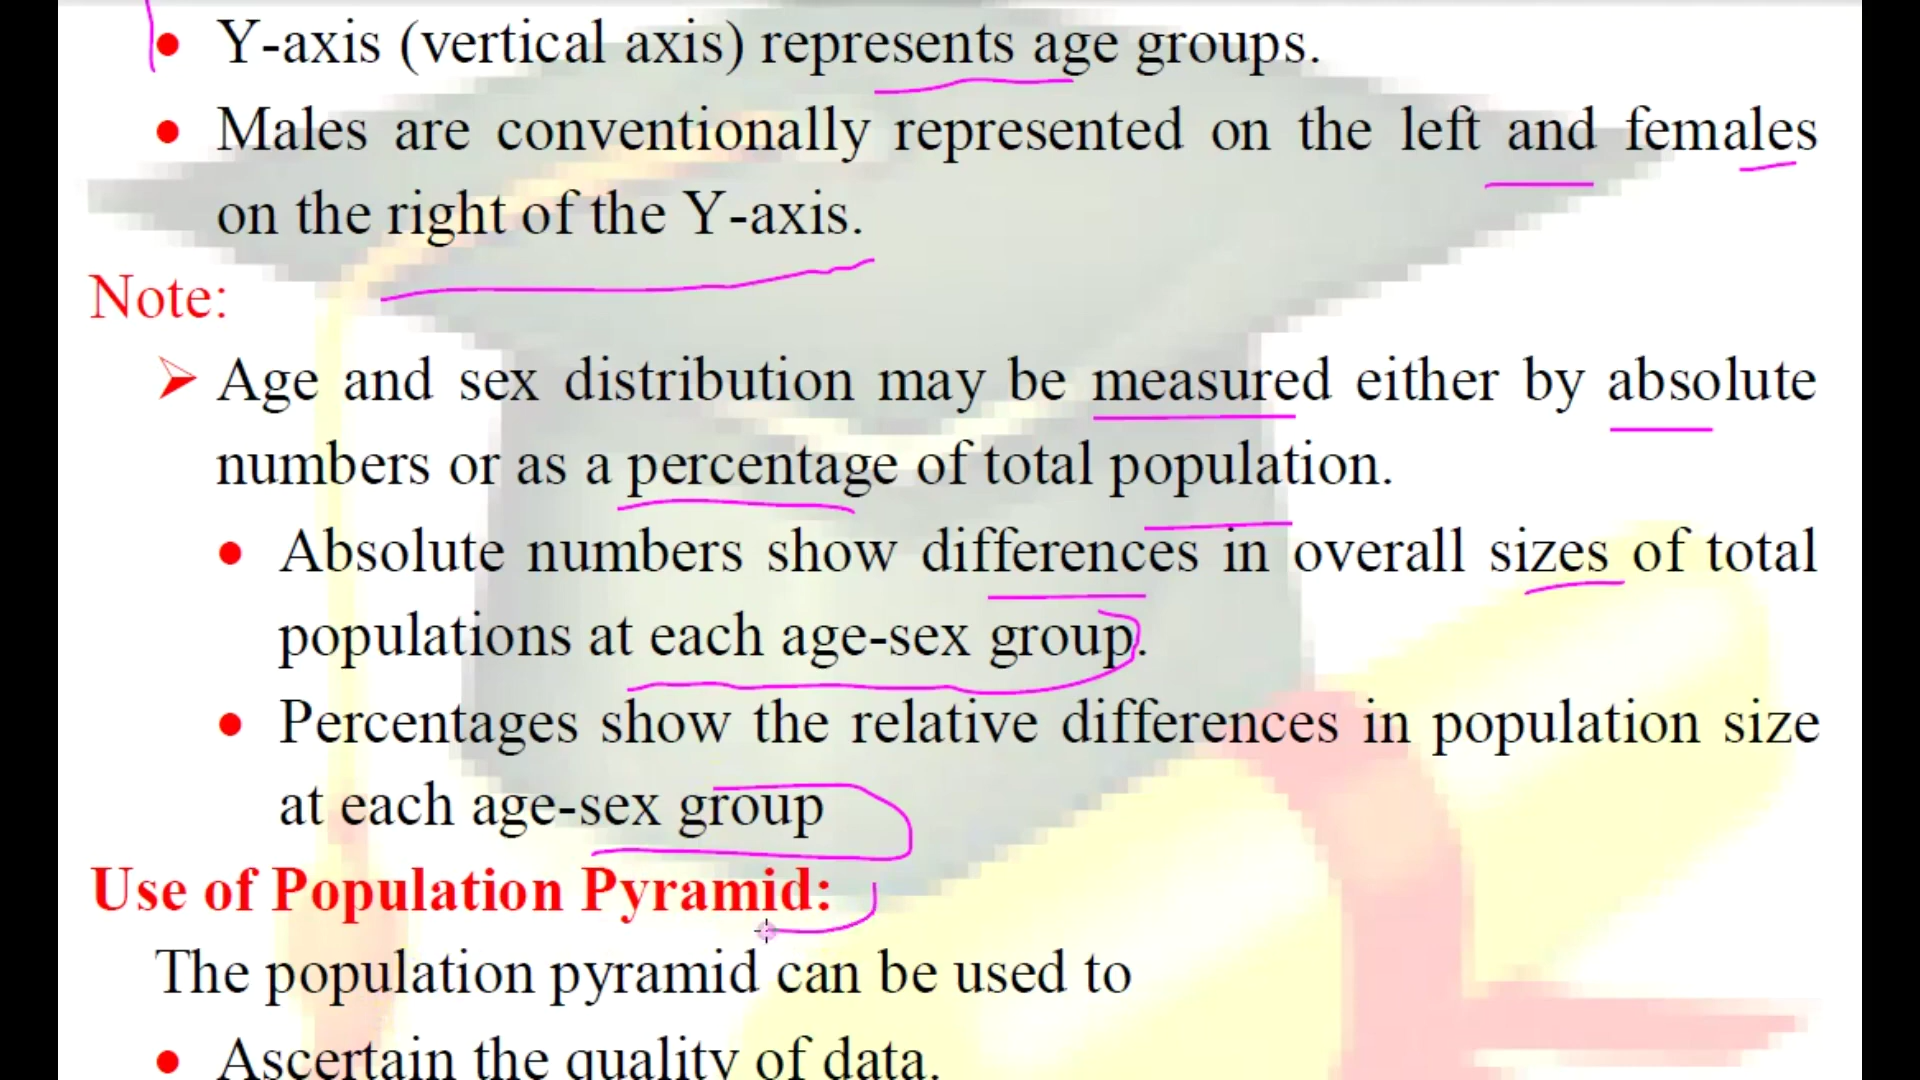 • Y-axis (vertical axis) represents age groups.
• Males are conventionally represented on the left and females
on the right of the Y-axis.
Note:
➢ Age and sex distribution may be measured either by absolute
numbers or as a percentage of total population.
• Absolute numbers show differences in overall sizes of total
populations at each age-sex group.
• Percentages show the relative differences in population size
at each age-sex group
Use of Population Pyramid:
The population pyramid can be used to
• Ascertain the quality of data.